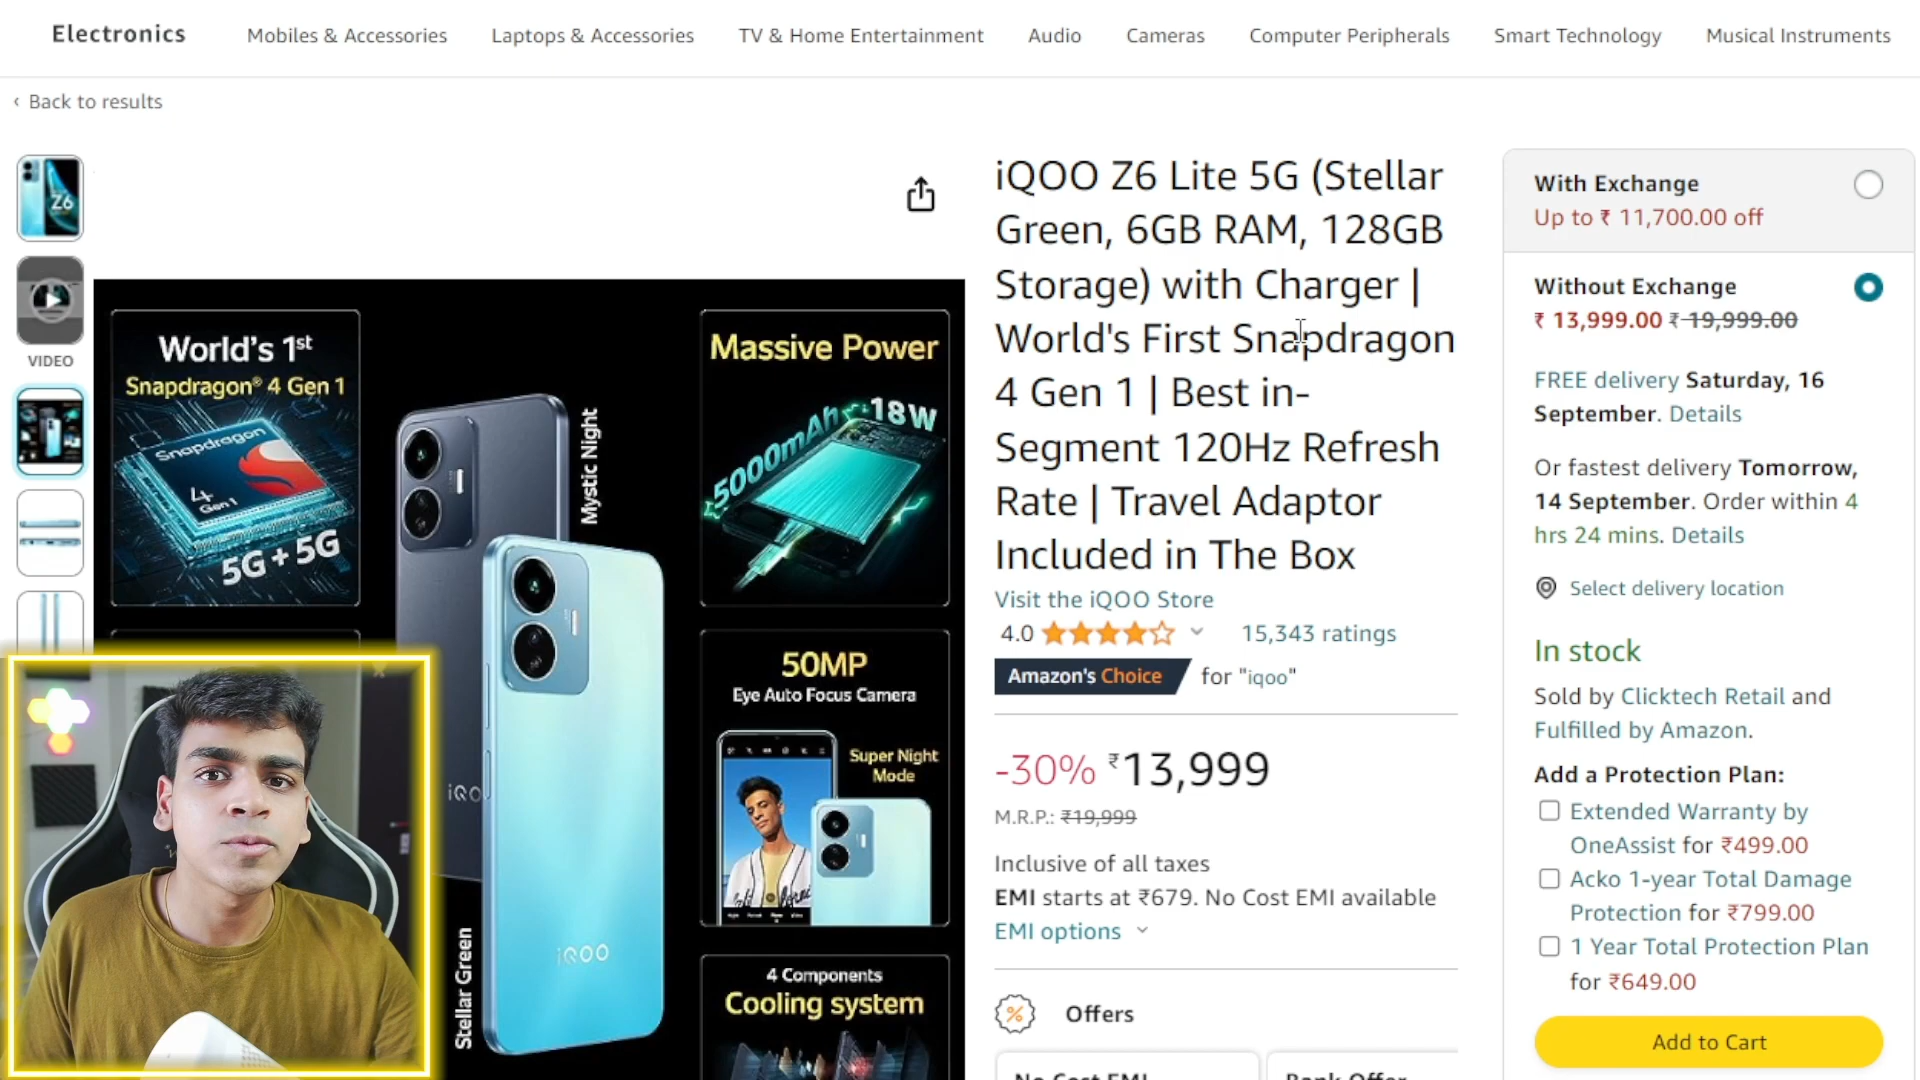 Electronics
Mobiles & Accessories
Laptops & Accessories
TV & Home Entertainment
Audio
Cameras
Computer Peripherals
Smart Technology
Musical Instruments
‹ Back to results
Z6
VIDEO
World's 1st
Snapdragon® 4 Gen 1
Snapdragon
4
Gen 1
5G + 5G
Mystic Night
Stellar Green
iQOO
iQOO
Massive Power
5000mAh
18W
50MP
Eye Auto Focus Camera
Super Night
Mode
4 Components
Cooling system
iQOO Z6 Lite 5G (Stellar
Green, 6GB RAM, 128GB
Storage) with Charger |
World's First Snapdragon
4 Gen 1 | Best in-
Segment 120Hz Refresh
Rate | Travel Adaptor
Included in The Box
Visit the iQOO Store
4.0
15,343 ratings
Amazon's Choice for "iqoo"
-30% ₹13,999
M.R.P.: ₹19,999
Inclusive of all taxes
EMI starts at ₹679. No Cost EMI available
EMI options
% Offers
No Cost EMI
Bank Offer
With Exchange
Up to ₹ 11,700.00 off
Without Exchange
₹ 13,999.00 ₹ 19,999.00
FREE delivery Saturday, 16
September. Details
Or fastest delivery Tomorrow,
14 September. Order within 4
hrs 24 mins. Details
Select delivery location
In stock
Sold by Clicktech Retail and
Fulfilled by Amazon.
Add a Protection Plan:
Extended Warranty by
OneAssist for ₹499.00
Acko 1-year Total Damage
Protection for ₹799.00
1 Year Total Protection Plan
for ₹649.00
Add to Cart